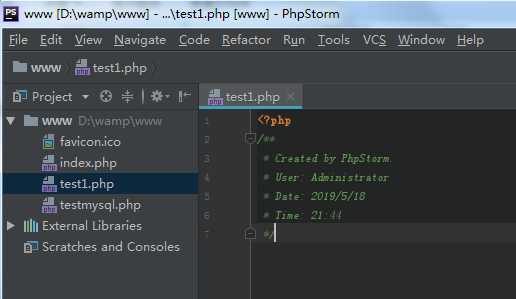 PS www [D:\wamp\www] - ...\test1.php [www] - PhpStorm
File Edit View Navigate Code Refactor Run Tools VCS Window Help
www test1.php
Project test1.php
www D:\wamp\www
favicon.ico
index.php
test1.php
testmysql.php
External Libraries
Scratches and Consoles
1 <?php
2 /**
3 * Created by PhpStorm.
4 * User: Administrator
5 * Date: 2019/5/18
6 * Time: 21:44
7 */